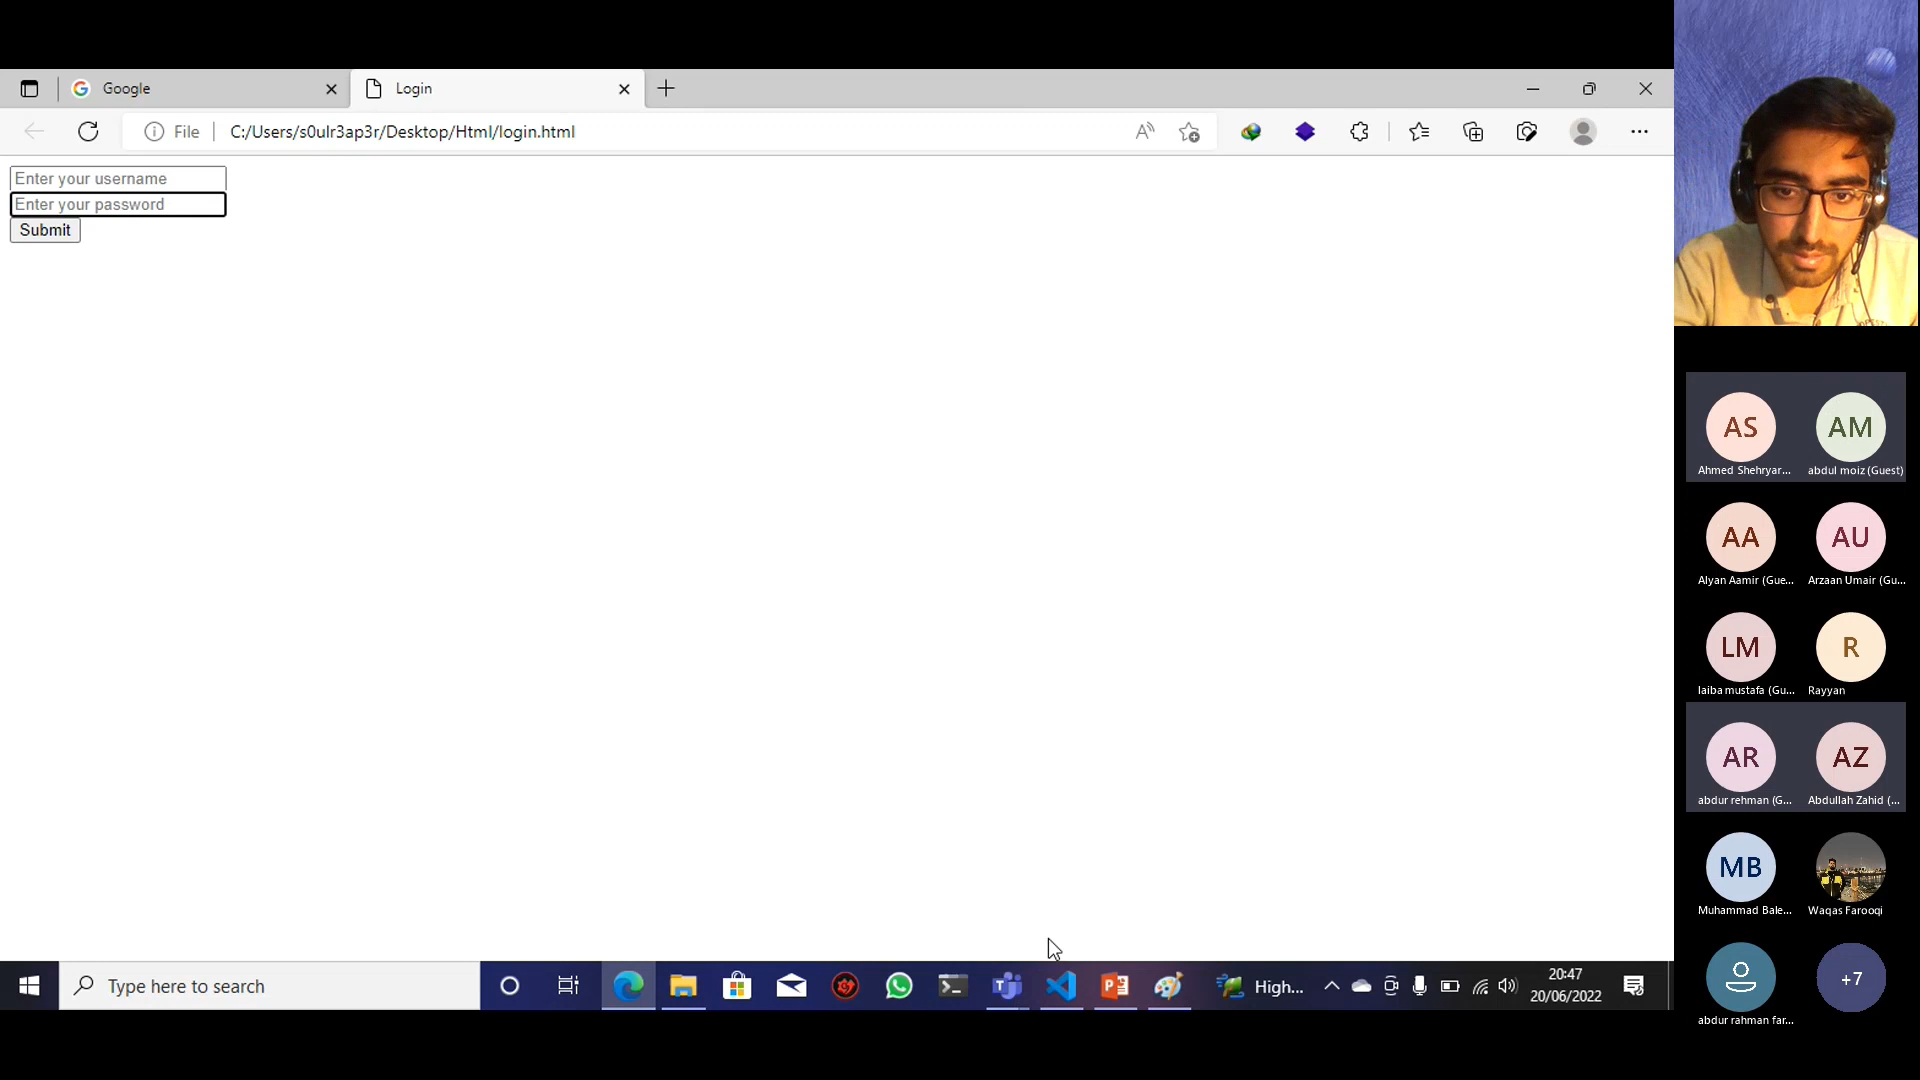 Google
Login
File
C:/Users/s0ulr3ap3r/Desktop/Html/login.html
Enter your username
Enter your password
Submit
AS
AM
Ahmed Shehryar...
abdul moiz (Guest)
AA
AU
Alyan Aamir (Gue...
Arzaan Umair (Gu...
LM
R
laiba mustafa (Gu...
Rayyan
AR
AZ
abdur rehman (G...
Abdullah Zahid (...
MB
Muhammad Bale...
Waqas Farooqi
+7
abdur rahman far...
Type here to search
High...
20:47
20/06/2022